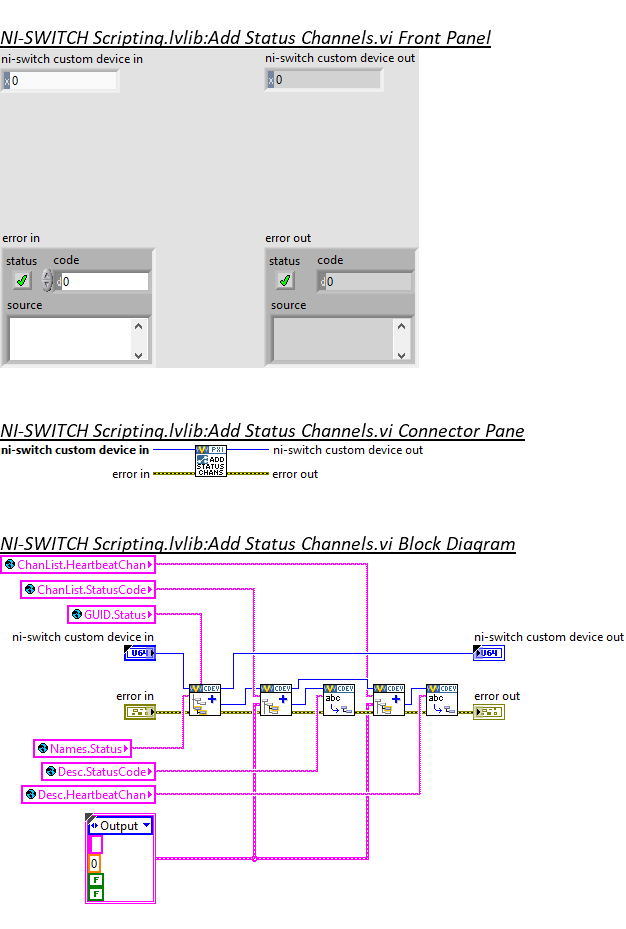 NI-SWITCH Scripting.lvlib:Add Status Channels.vi Front Panel
ni-switch custom device in
ni-switch custom device out
x 0
x 0
error in
error out
status code
status code
d 0
d 0
source
source
NI-SWITCH Scripting.lvlib:Add Status Channels.vi Connector Pane
ni-switch custom device in
PXI
ADD
STATUS
CHANS
ni-switch custom device out
error in
error out
NI-SWITCH Scripting.lvlib:Add Status Channels.vi Block Diagram
ChanList.HeartbeatChan
ChanList.StatusCode
GUID.Status
ni-switch custom device in
ni-switch custom device out
U64
U64
error in
CDEV
CDEV
CDEV
abc
CDEV
CDEV
abc
error out
Names.Status
Desc.StatusCode
Desc.HeartbeatChan
Output
0
F
F